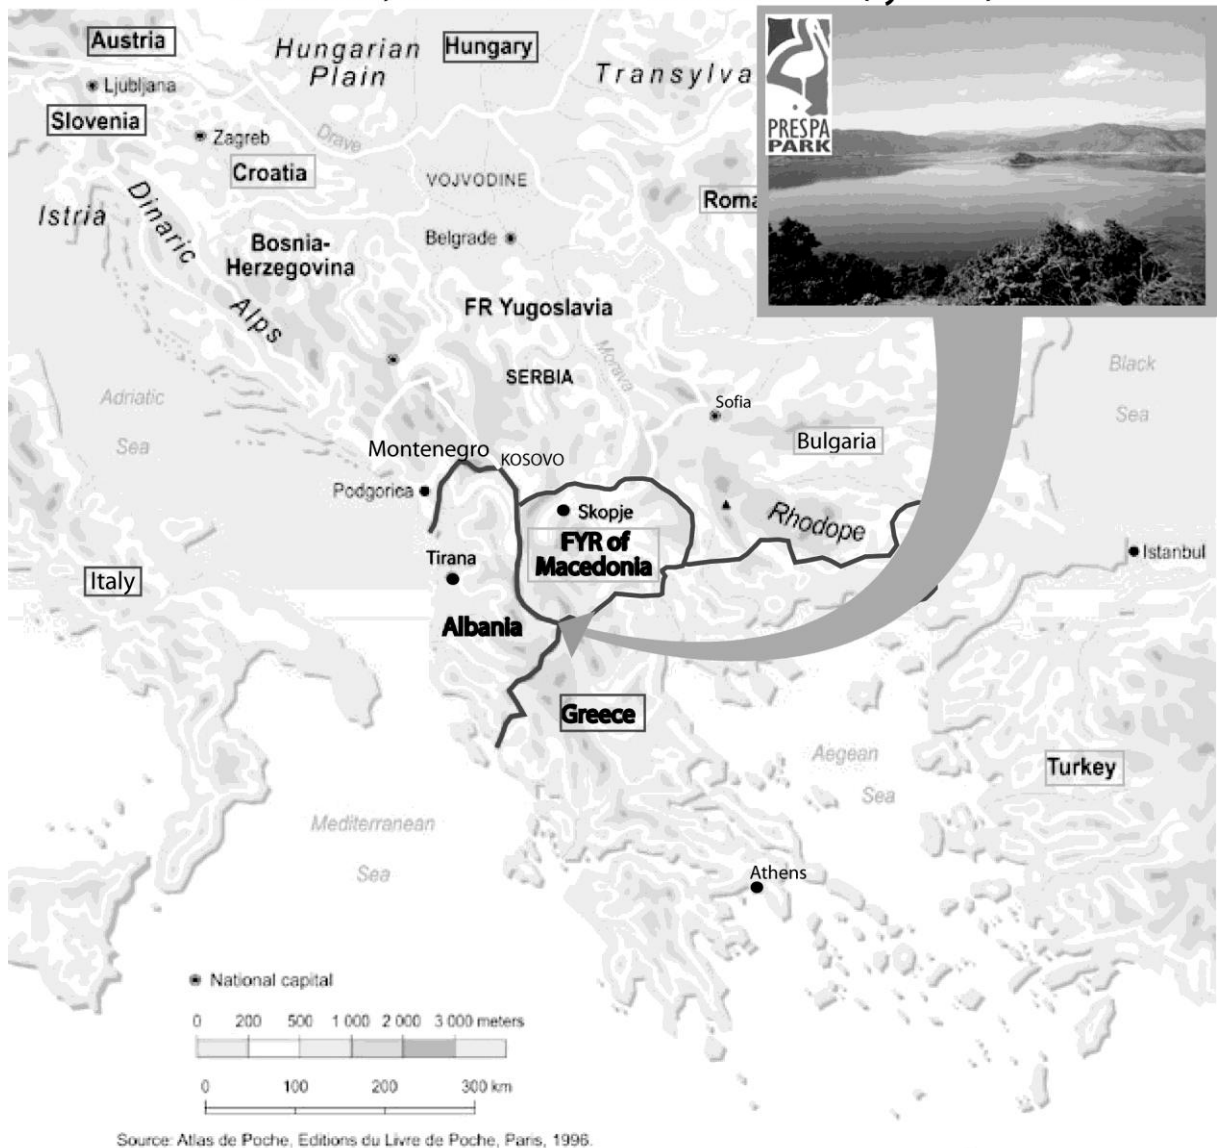 Austria
Hungarian
Plain
Hungary
Transylva
PRESPA
PARK
Ljubljana
Slovenia
Zagreb
Drave
Croatia
VOJVODINE
Roma
Istria
Dinaric
Alps
Bosnia-
Herzegovina
Belgrade
FR Yugoslavia
Morava
SERBIA
Black
Sea
Adriatic
Sea
Sofia
Bulgaria
Montenegro
KOSOVO
Podgorica
Skopje
Rhodope
FYR of
Macedonia
Tirana
Istanbul
Italy
Albania
Greece
Aegean
Sea
Turkey
Mediterranean
Sea
Athens
National capital
0 200 500 1 000 2 000 3 000 meters
0 100 200 300 km
Source: Atlas de Poche, Editions du Livre de Poche, Paris, 1996.